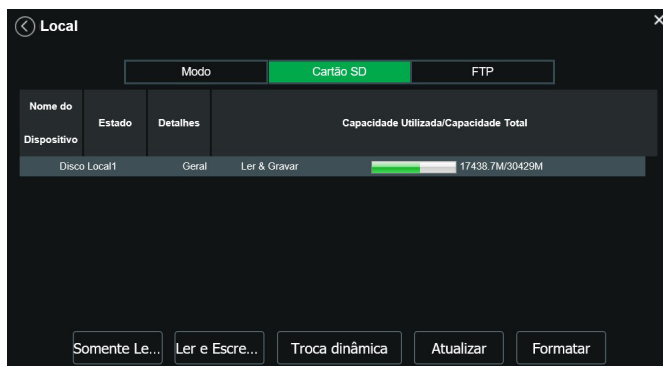 Local
Modo Cartão SD FTP
Nome do
Dispositivo Estado Detalhes Capacidade Utilizada/Capacidade Total
Disco Local1 Geral Ler & Gravar 17438.7M/30429M
Somente Le... Ler e Escre... Troca dinâmica Atualizar Formatar